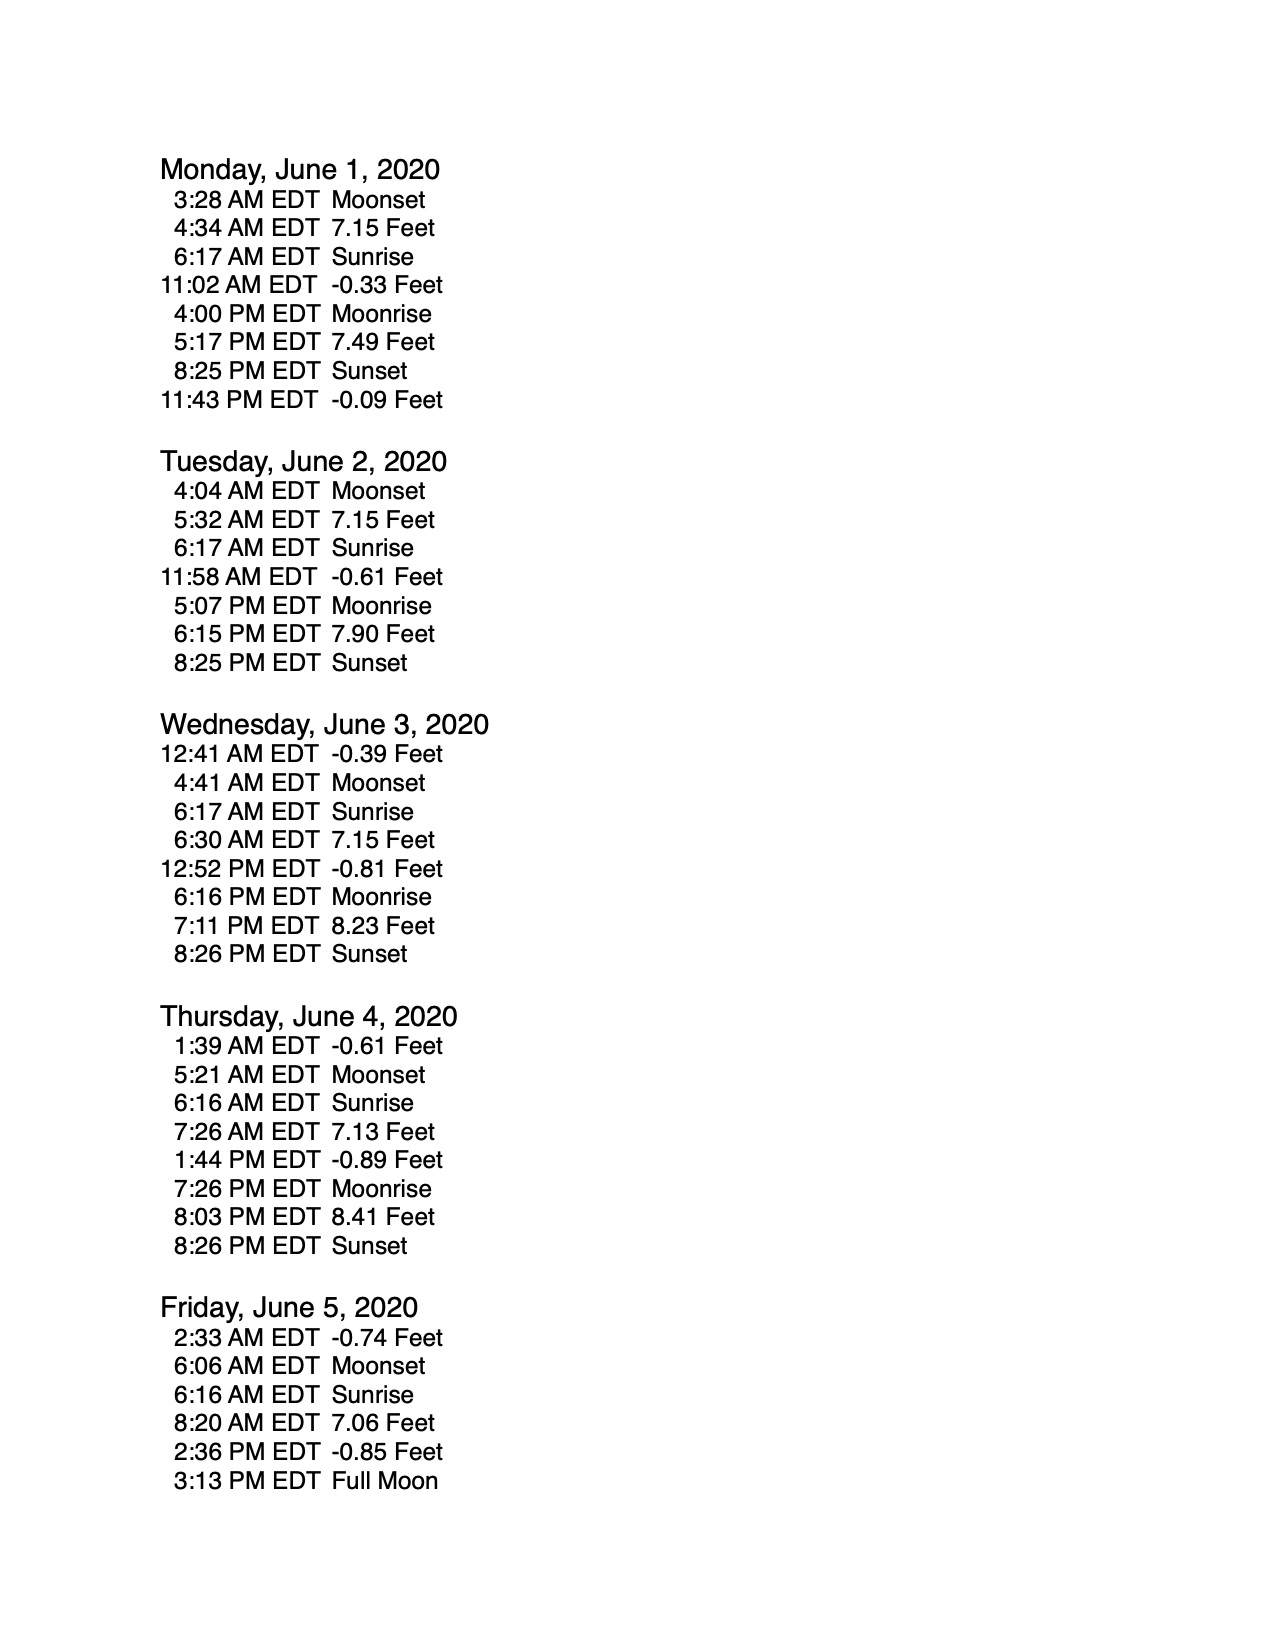 Monday, June 1, 2020
3:28 AM EDT Moonset
4:34 AM EDT 7.15 Feet
6:17 AM EDT Sunrise
11:02 AM EDT -0.33 Feet
4:00 PM EDT Moonrise
5:17 PM EDT 7.49 Feet
8:25 PM EDT Sunset
11:43 PM EDT -0.09 Feet
Tuesday, June 2, 2020
4:04 AM EDT Moonset
5:32 AM EDT 7.15 Feet
6:17 AM EDT Sunrise
11:58 AM EDT -0.61 Feet
5:07 PM EDT Moonrise
6:15 PM EDT 7.90 Feet
8:25 PM EDT Sunset
Wednesday, June 3, 2020
12:41 AM EDT -0.39 Feet
4:41 AM EDT Moonset
6:17 AM EDT Sunrise
6:30 AM EDT 7.15 Feet
12:52 PM EDT -0.81 Feet
6:16 PM EDT Moonrise
7:11 PM EDT 8.23 Feet
8:26 PM EDT Sunset
Thursday, June 4, 2020
1:39 AM EDT -0.61 Feet
5:21 AM EDT Moonset
6:16 AM EDT Sunrise
7:26 AM EDT 7.13 Feet
1:44 PM EDT -0.89 Feet
7:26 PM EDT Moonrise
8:03 PM EDT 8.41 Feet
8:26 PM EDT Sunset
Friday, June 5, 2020
2:33 AM EDT -0.74 Feet
6:06 AM EDT Moonset
6:16 AM EDT Sunrise
8:20 AM EDT 7.06 Feet
2:36 PM EDT -0.85 Feet
3:13 PM EDT Full Moon